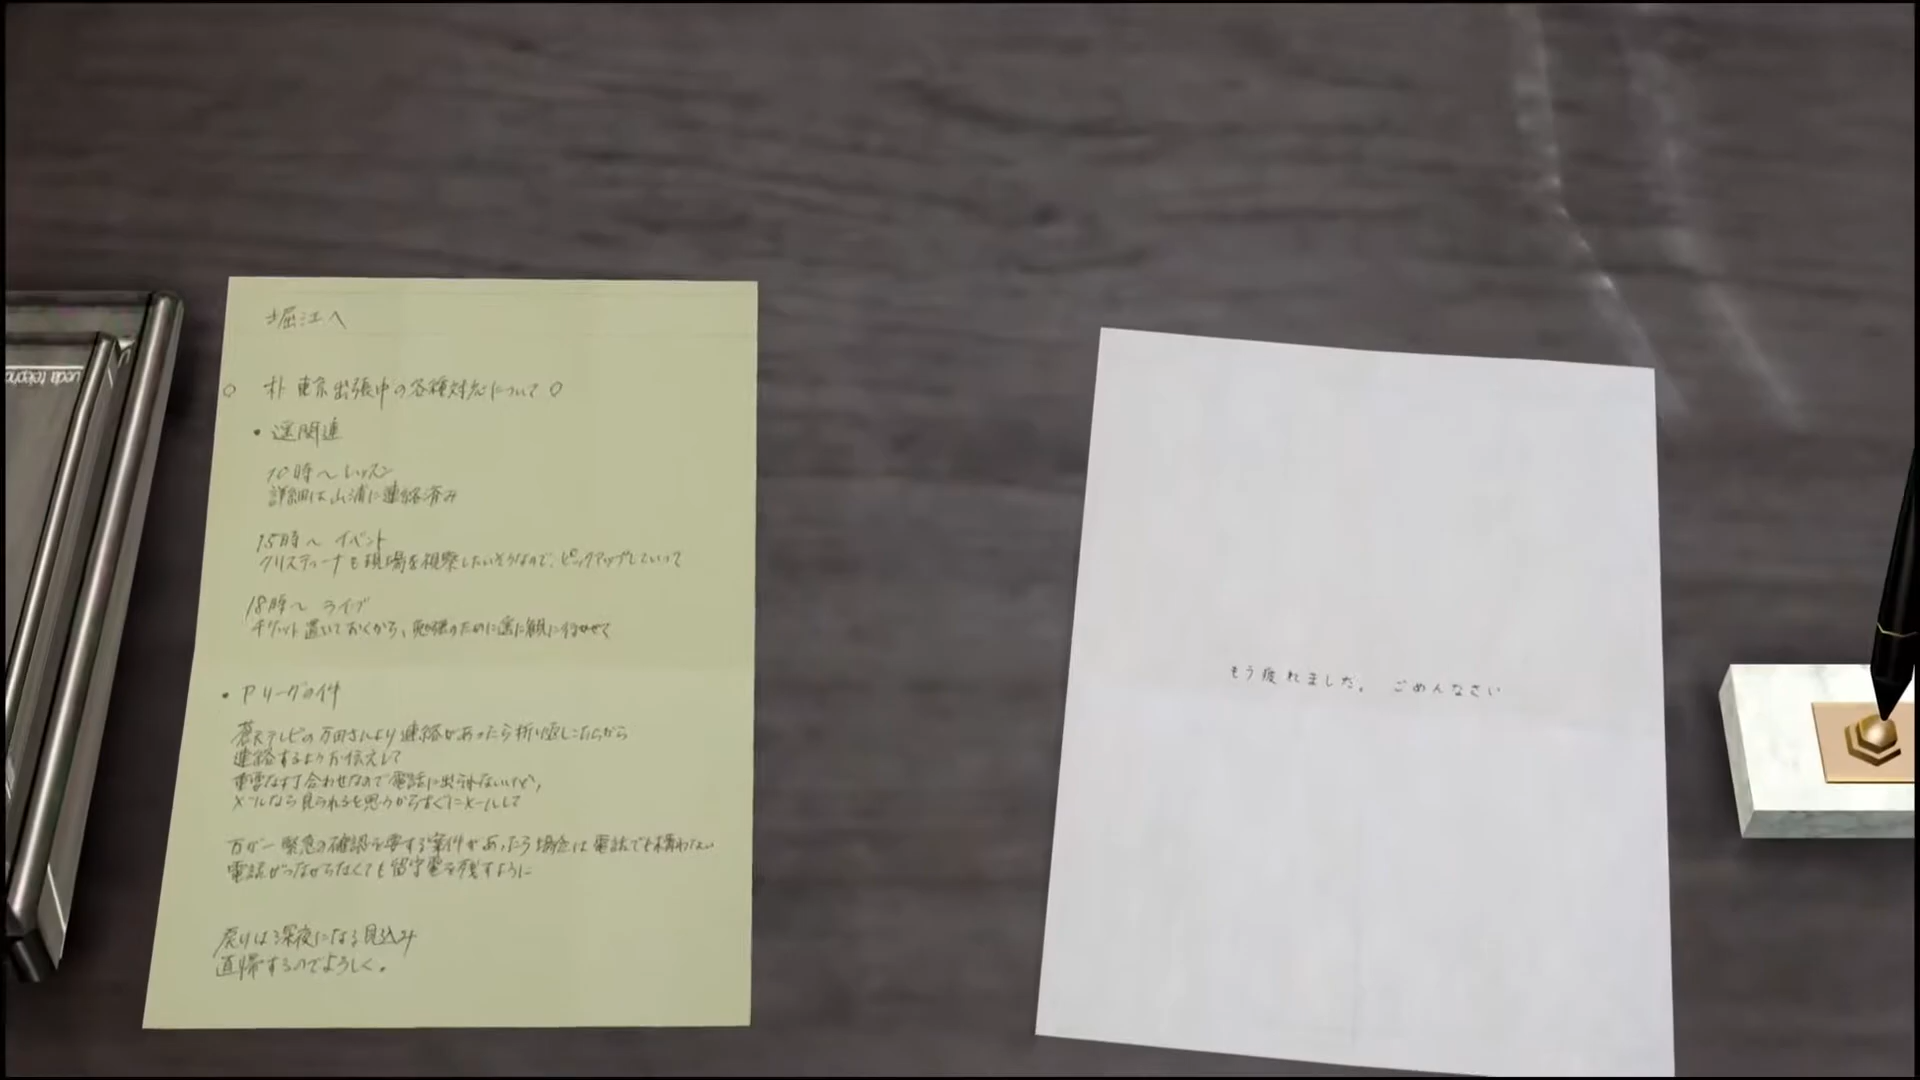 堀江へ
○ 朴 東京出張中の各種対応について ○
・遥関連
10時〜 レッスン
詳細は山浦に連絡済み
15時〜 イベント
クリスティーナも現場を視察したいそうなので、ピックアップしていって
18時〜 ライブ
チケット置いておくから、勉強のために遥に観に行かせて
・Pリーグの件
蒼天テレビの万田さんより連絡があったら折り返しこちらから
連絡するよう方伝えして
重要な打合わせなので電話に出られないけど、
メールなら見られると思うからすぐにメールして
万が一緊急の確認を要する案件があったら場合は電話でも構わない
電話がつながらなくても留守電を残すように
戻りは深夜になる見込み
直帰するのでよろしく。
もう疲れました。 ごめんなさい